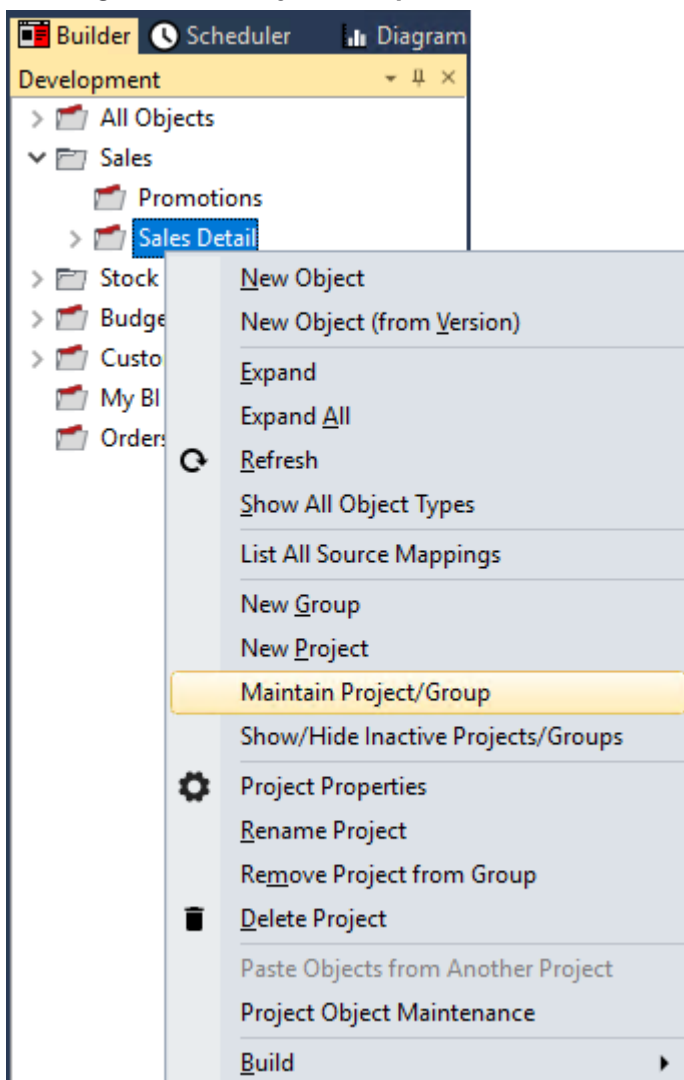 Builder Scheduler Diagram
Development
All Objects
Sales
Promotions
Sales Detail
Stock
Budge
Custo
My BI
Orders
New Object
New Object (from Version)
Expand
Expand All
Refresh
Show All Object Types
List All Source Mappings
New Group
New Project
Maintain Project/Group
Show/Hide Inactive Projects/Groups
Project Properties
Rename Project
Remove Project from Group
Delete Project
Paste Objects from Another Project
Project Object Maintenance
Build